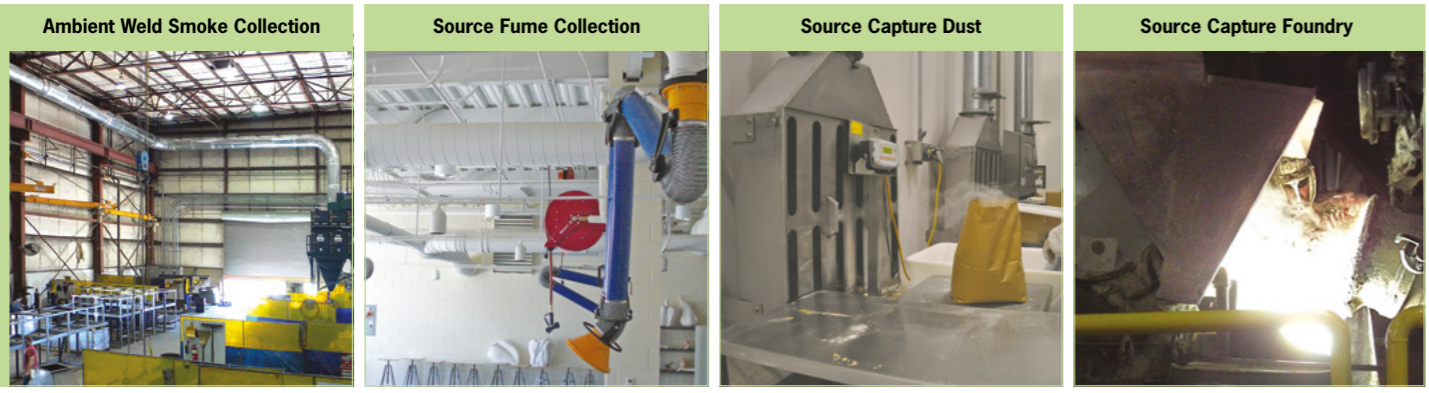 Ambient Weld Smoke Collection
Source Fume Collection
Source Capture Dust
Source Capture Foundry